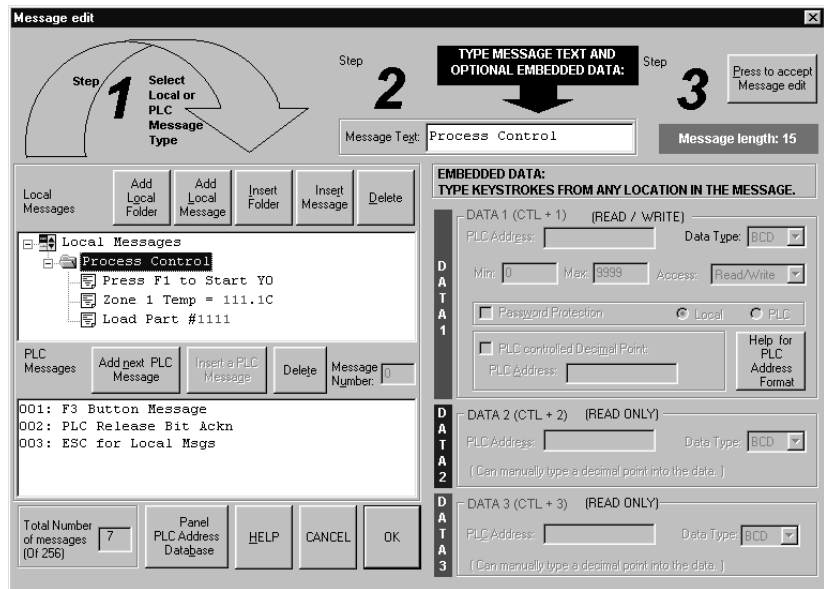 Message edit
Step
1
Select
Local or
PLC
Message
Type
Step
2
TYPE MESSAGE TEXT AND
OPTIONAL EMBEDDED DATA:
Step
3
Press to accept
Message edit
Message Text:
Process Control
Message length: 15
Local
Messages
Add
Local
Folder
Add
Local
Message
Insert
Folder
Insert
Message
Delete
Local Messages
Process Control
Press F1 to Start Y0
Zone 1 Temp = 111.1C
Load Part #1111
PLC
Messages
Add next PLC
Message
Insert a PLC
Message
Delete
Message
Number:
0
001: F3 Button Message
002: PLC Release Bit Ackn
003: ESC for Local Msgs
Total Number
of messages
(Of 256)
7
Panel
PLC Address
Database
HELP
CANCEL
OK
EMBEDDED DATA:
TYPE KEYSTROKES FROM ANY LOCATION IN THE MESSAGE.
DATA1
DATA 1 (CTL + 1) (READ / WRITE)
PLC Address:
Data Type: BCD
Min: 0
Max: 9999
Access: Read/Write
Password Protection
Local
PLC
PLC controlled Decimal Point:
PLC Address:
Help for
PLC
Address
Format
DATA2
DATA 2 (CTL + 2) (READ ONLY)
PLC Address:
Data Type: BCD
( Can manually type a decimal point into the data. )
DATA3
DATA 3 (CTL + 3) (READ ONLY)
PLC Address:
Data Type: BCD
( Can manually type a decimal point into the data. )